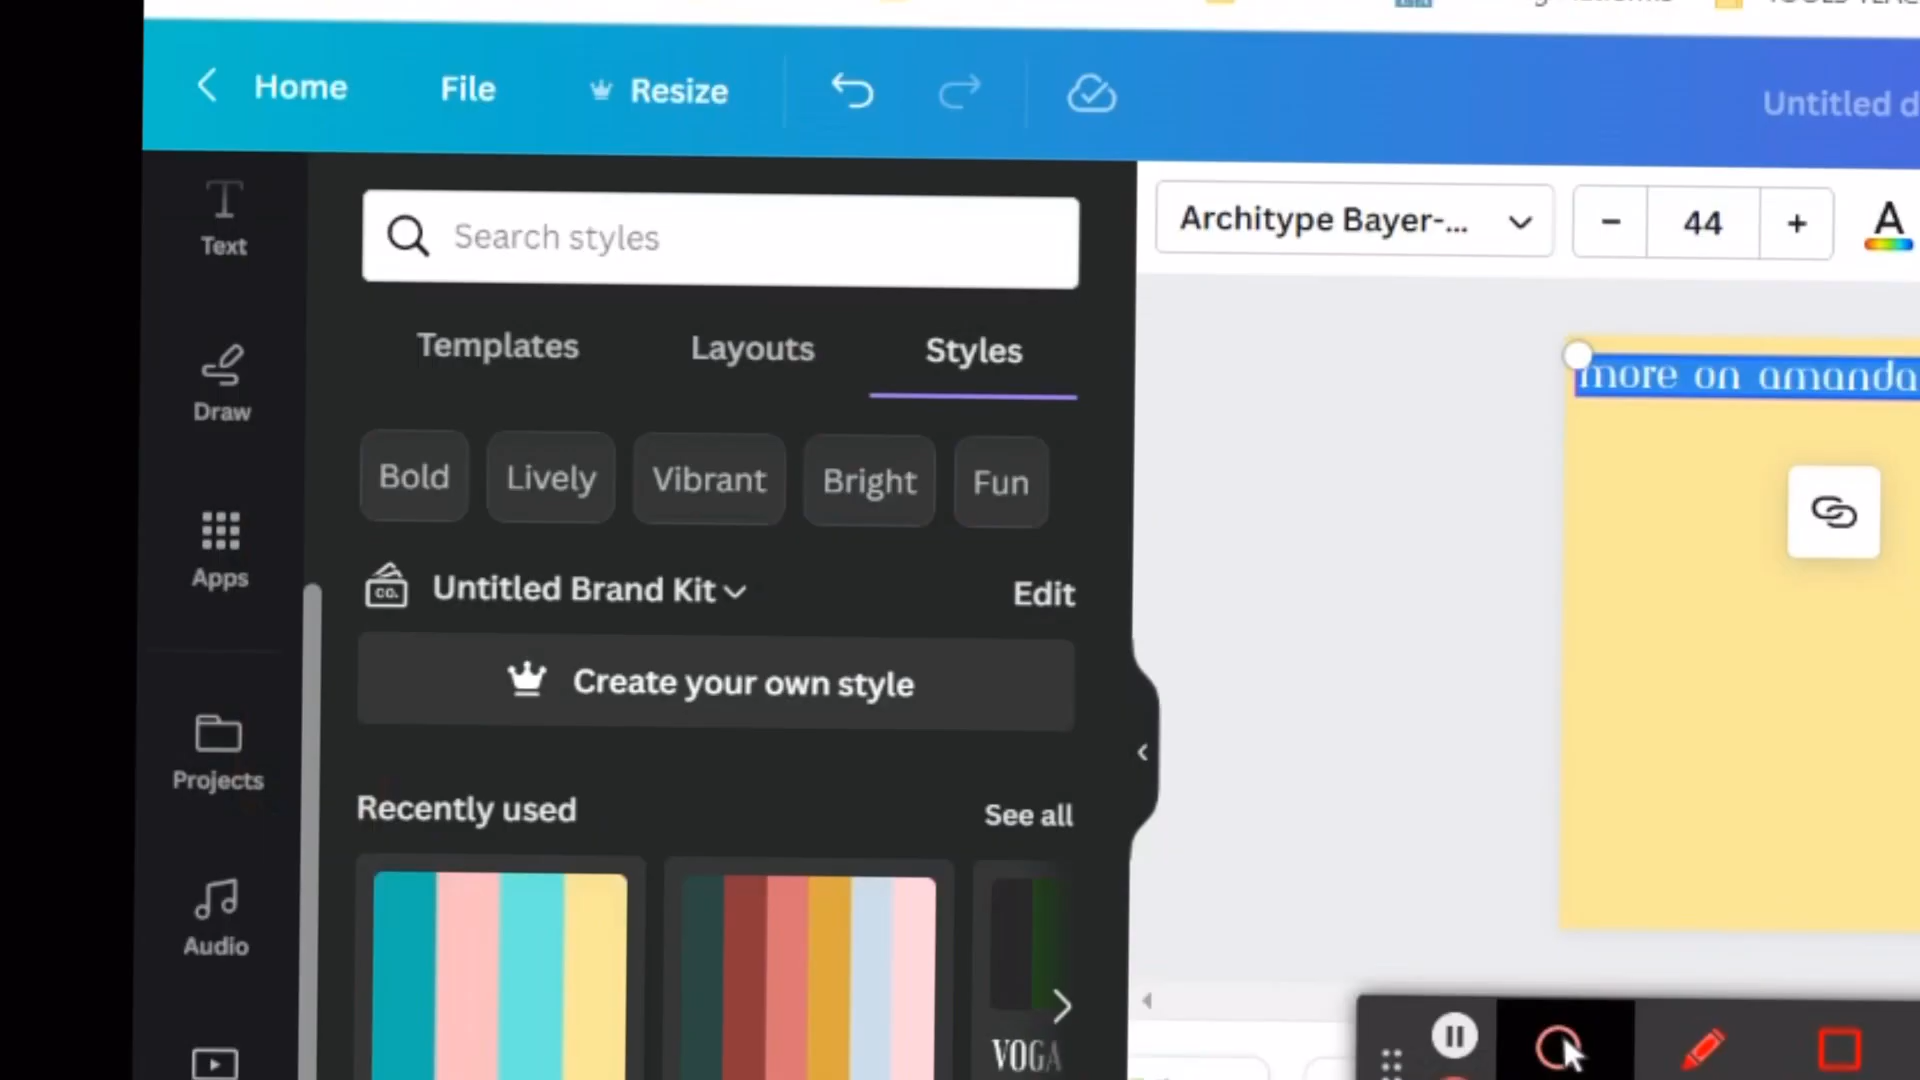 Home File Resize Untitled d
Text
Search styles
Architype Bayer-... - 44 + A
Templates Layouts Styles
more on amanda
Draw
Bold Lively Vibrant Bright Fun
Apps
CO. Untitled Brand Kit Edit
Create your own style
Projects
Recently used See all
Audio
VOGA